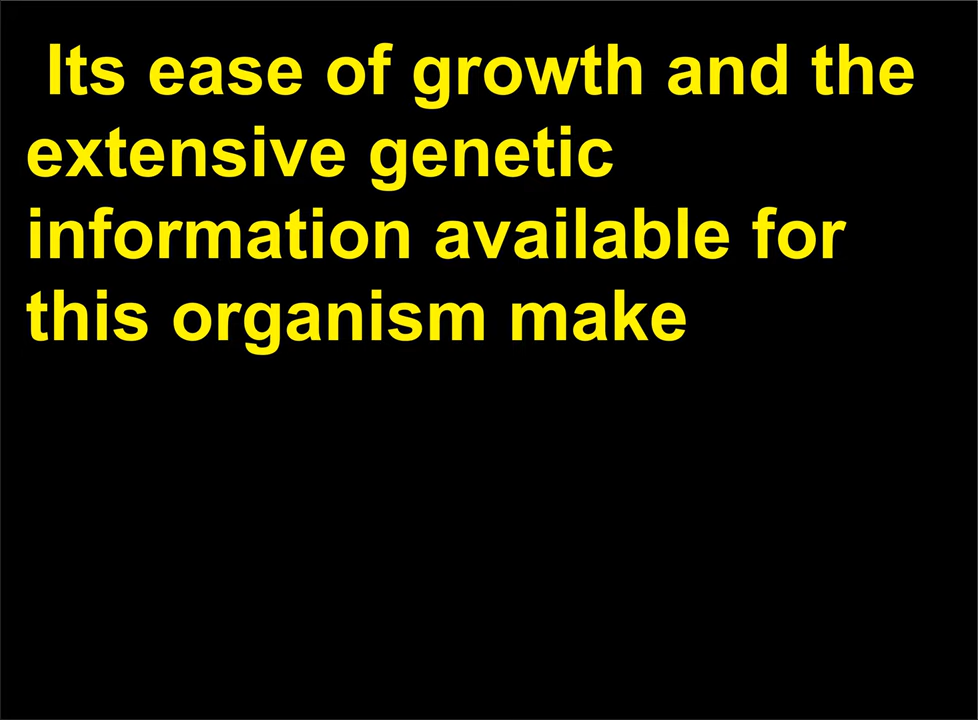 Its ease of growth and the
extensive genetic
information available for
this organism make